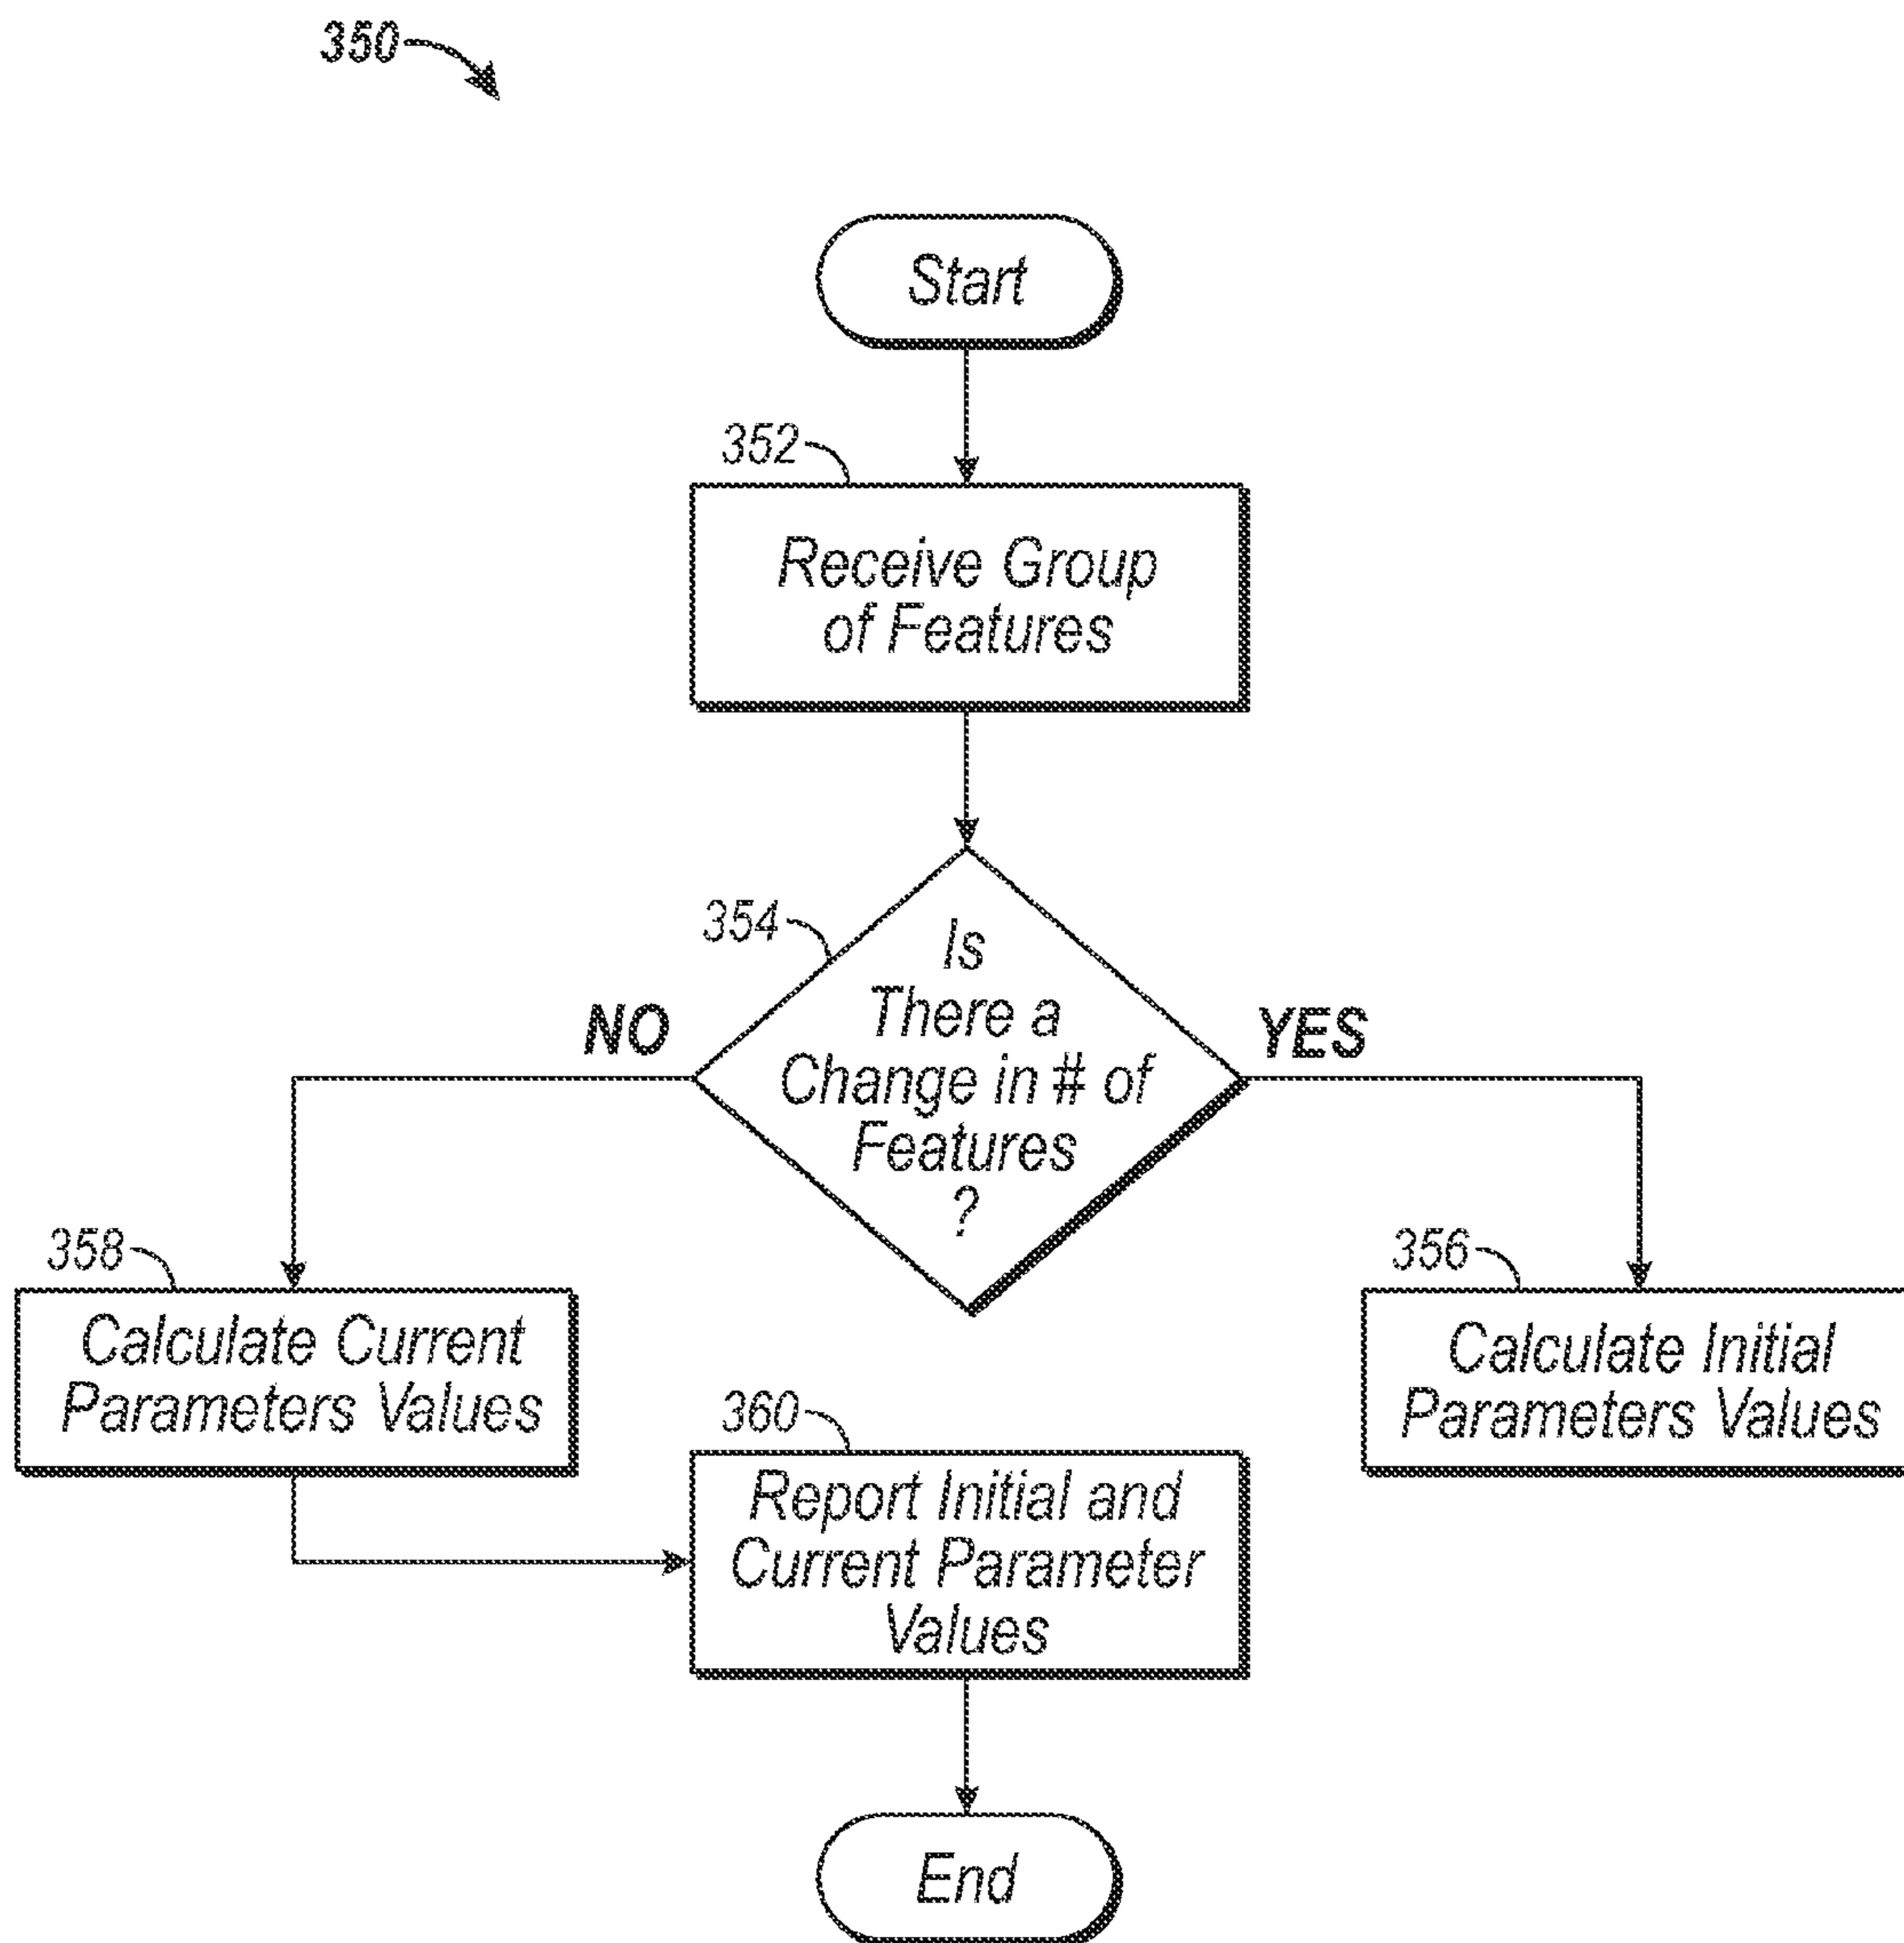 350
Start
352
Receive Group
of Features
354
Is
There a
Change in # of
Features
?
NO
YES
358
Calculate Current
Parameters Values
356
Calculate Initial
Parameters Values
360
Report Initial and
Current Parameter
Values
End